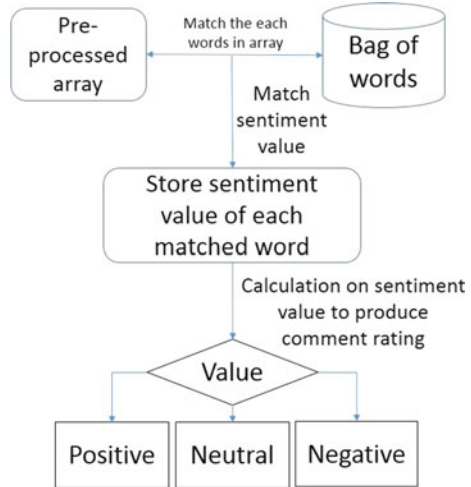 Pre-
processed
array
Match the each
words in array
Bag of
words
Match
sentiment
value
Store sentiment
value of each
matched word
Calculation on sentiment
value to produce
comment rating
Value
Positive
Neutral
Negative